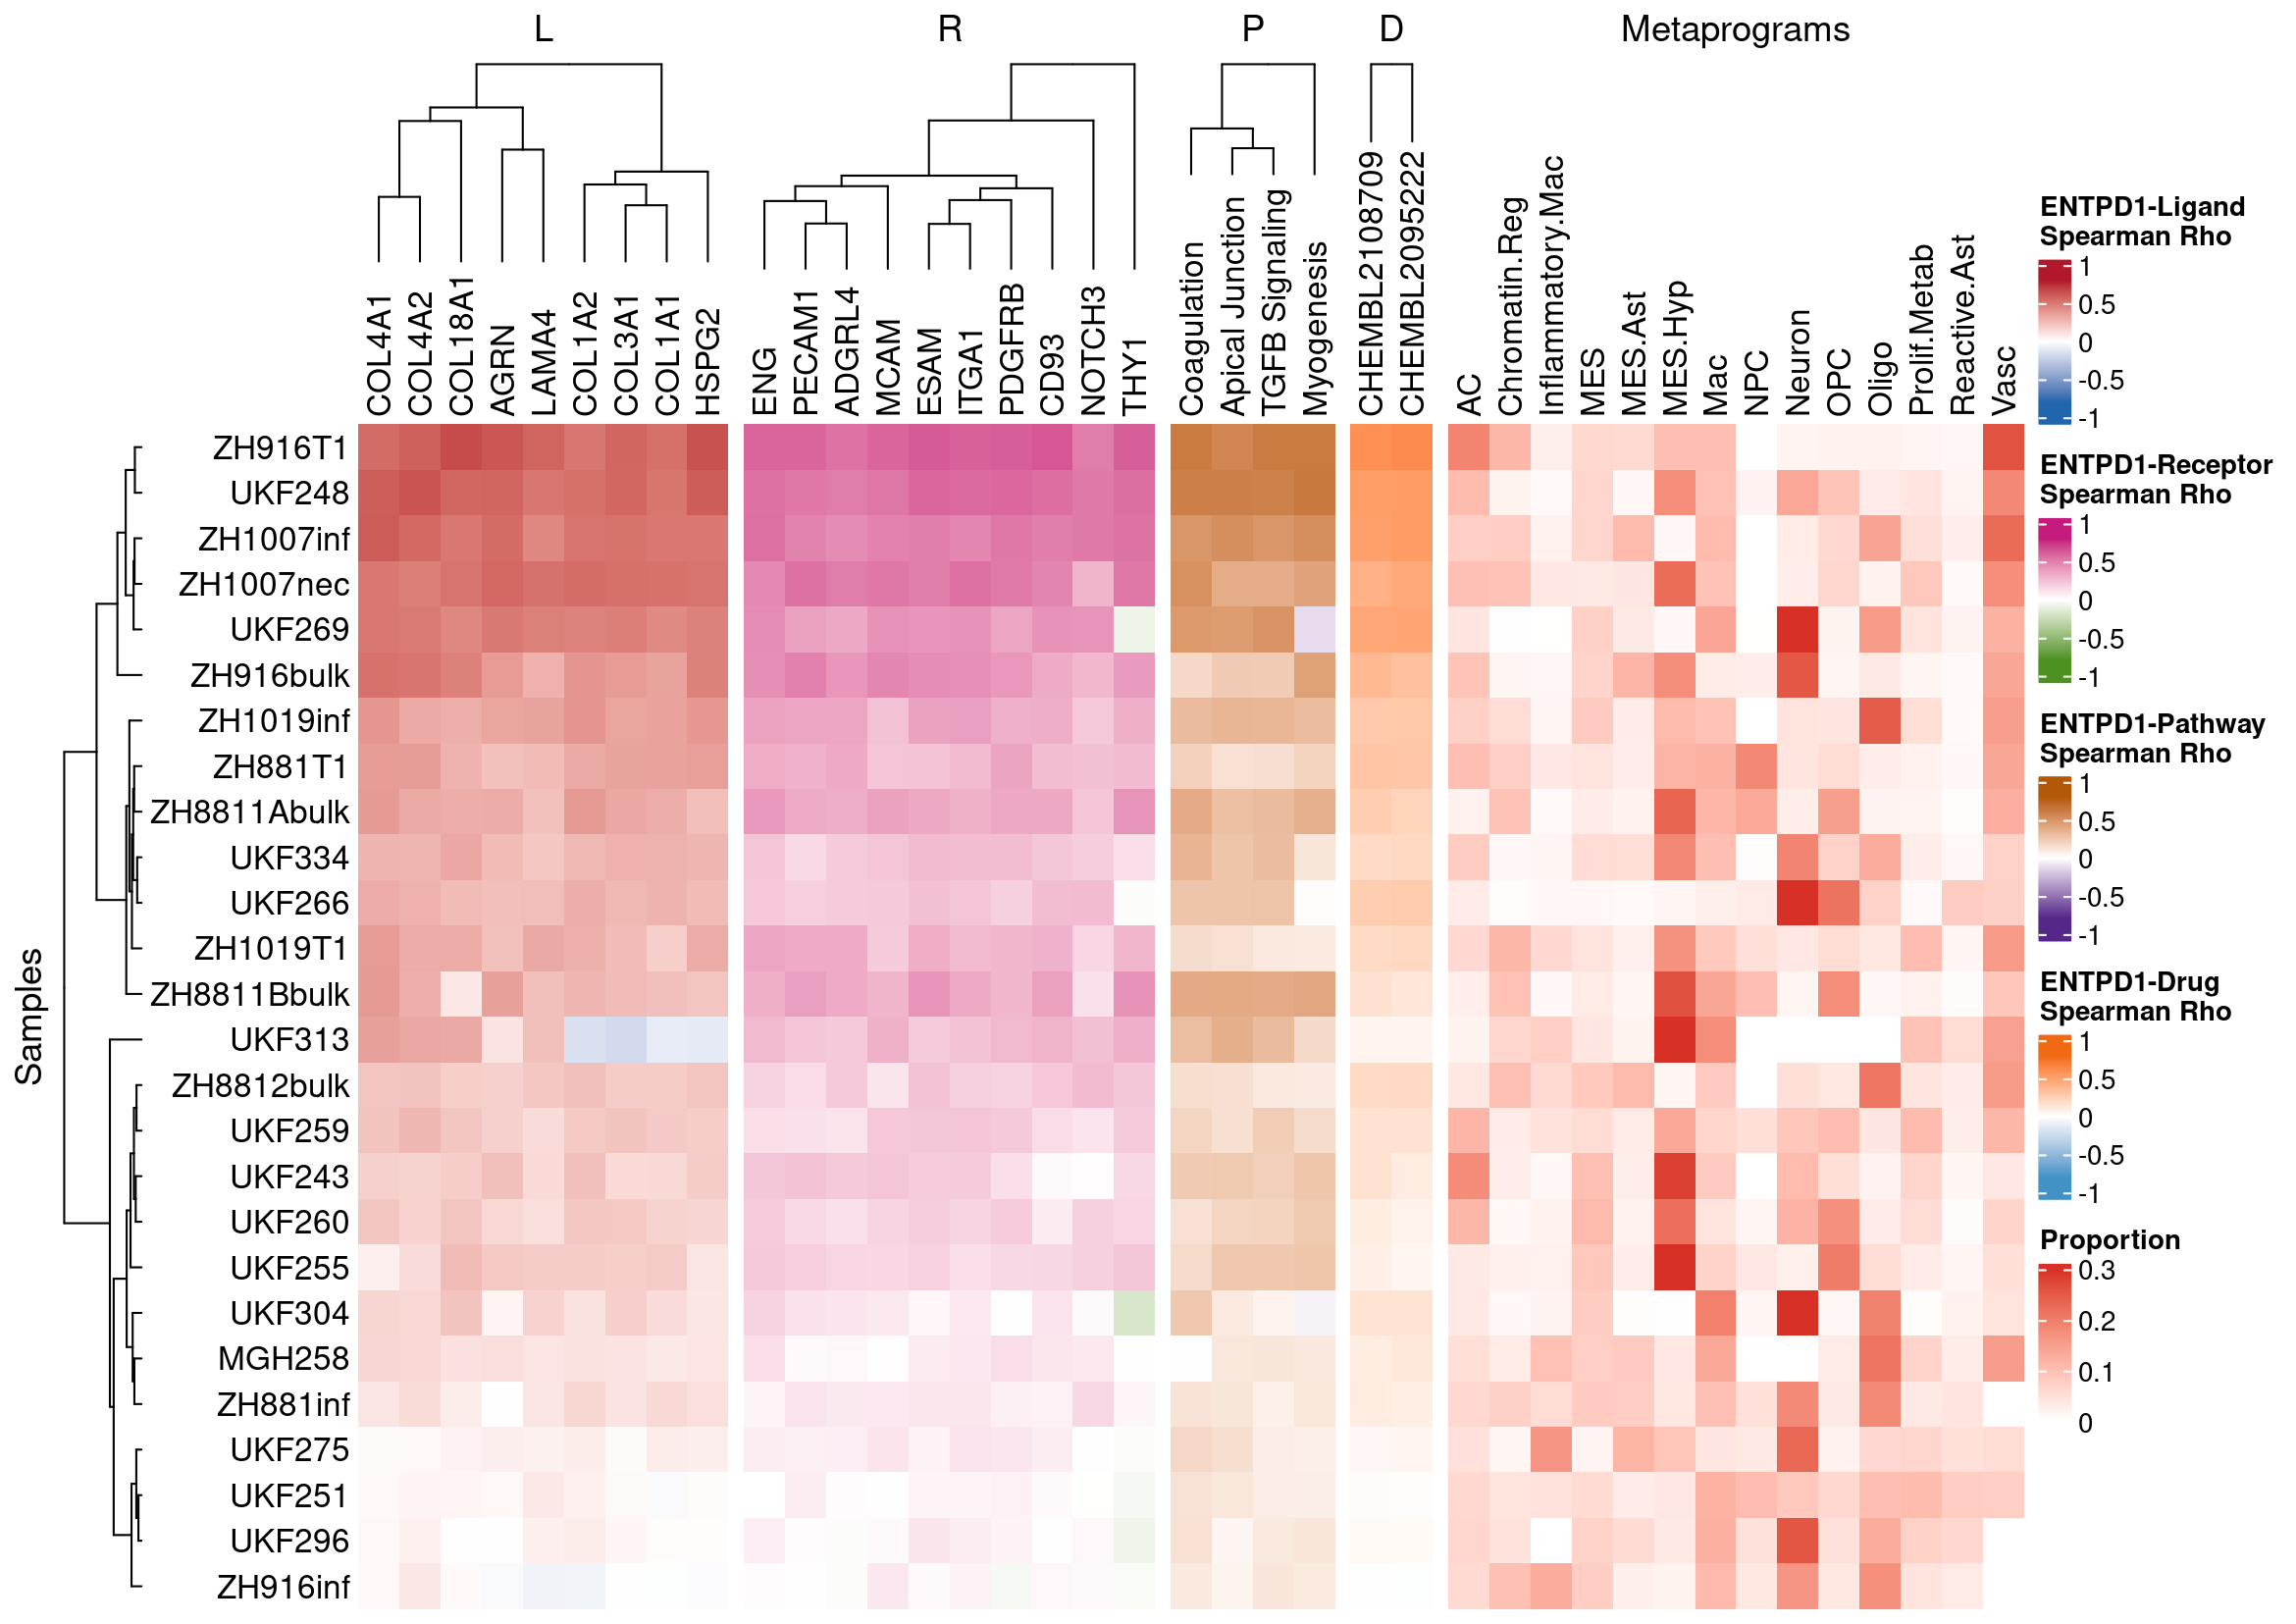 L
R
P
D
Metaprograms
COL4A1
COL4A2
COL18A1
AGRN
LAMA4
COL1A2
COL3A1
COL1A1
HSPG2
ENG
PECAM1
ADGRL4
MCAM
ESAM
ITGA1
PDGFRB
CD93
NOTCH3
THY1
Coagulation
Apical Junction
TGFB Signaling
Myogenesis
CHEMBL2108709
CHEMBL2095222
AC
Chromatin.Reg
Inflammatory.Mac
MES
MES.Ast
MES.Hyp
Mac
NPC
Neuron
OPC
Oligo
Prolif.Metab
Reactive.Ast
Vasc
Samples
ZH916T1
UKF248
ZH1007inf
ZH1007nec
UKF269
ZH916bulk
ZH1019inf
ZH881T1
ZH8811Abulk
UKF334
UKF266
ZH1019T1
ZH8811Bbulk
UKF313
ZH8812bulk
UKF259
UKF243
UKF260
UKF255
UKF304
MGH258
ZH881inf
UKF275
UKF251
UKF296
ZH916inf
ENTPD1-Ligand
Spearman Rho
1
0.5
0
-0.5
-1
ENTPD1-Receptor
Spearman Rho
1
0.5
0
-0.5
-1
ENTPD1-Pathway
Spearman Rho
1
0.5
0
-0.5
-1
ENTPD1-Drug
Spearman Rho
1
0.5
0
-0.5
-1
Proportion
0.3
0.2
0.1
0